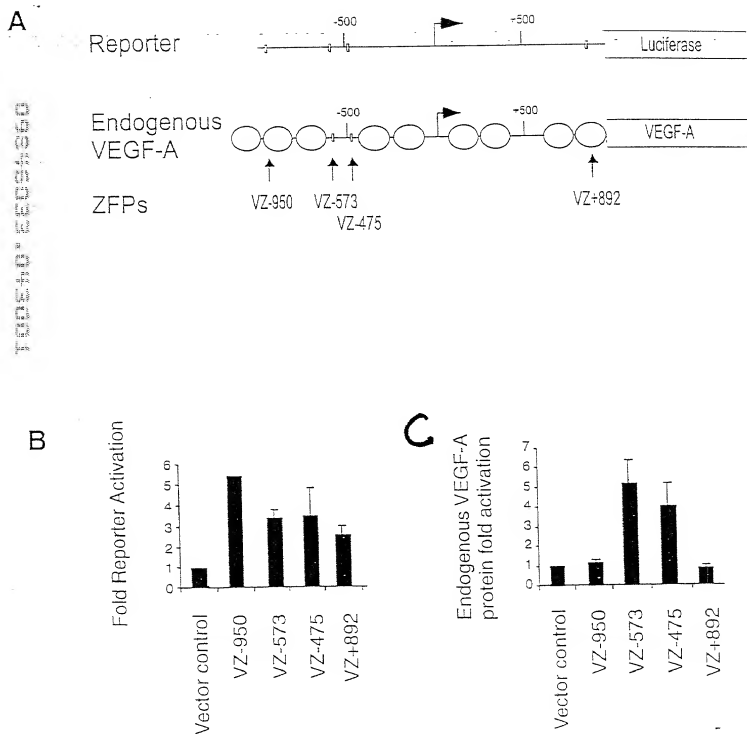 A
Reporter
-500
+500
Luciferase
Endogenous
VEGF-A
-500
+500
VEGF-A
ZFPs
VZ-950
VZ-573
VZ-475
VZ+892
B
Fold Reporter Activation
6
5
4
3
2
1
0
Vector control
VZ-950
VZ-573
VZ-475
VZ+892
C
Endogenous VEGF-A
protein fold activation
7
6
5
4
3
2
1
0
Vector control
VZ-950
VZ-573
VZ-475
VZ+892